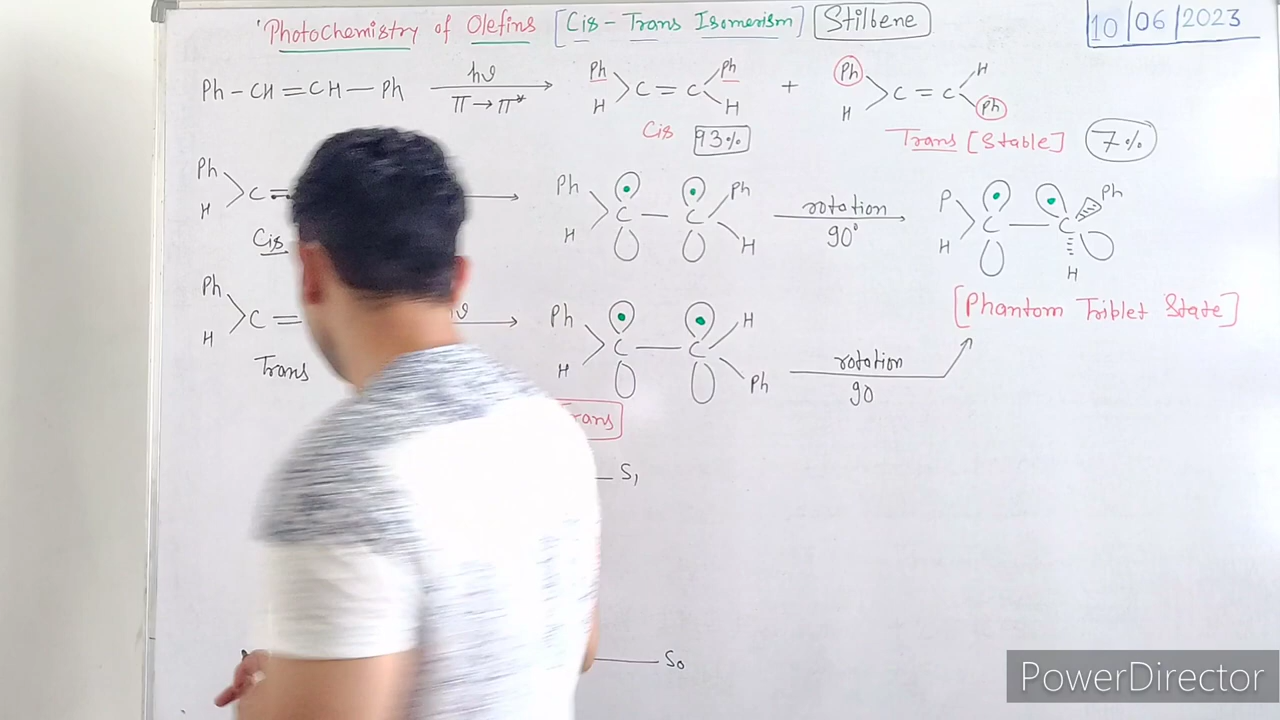 Photochemistry of Olefins [Cis - Trans Isomerism] Stilbene
10/06/2023
Ph - CH = CH - Ph hν π → π* Ph H C = C Ph H + Ph H C = C H Ph
Cis 93% Trans [Stable] 7%
Ph H C = Ph H C - C Ph H rotation 90° P H C - C Ph H
Cis
[Phantom Triblet State]
Ph H C = ν Ph H C - C H Ph rotation 90
Trans
rans
S₁
S₀
PowerDirector